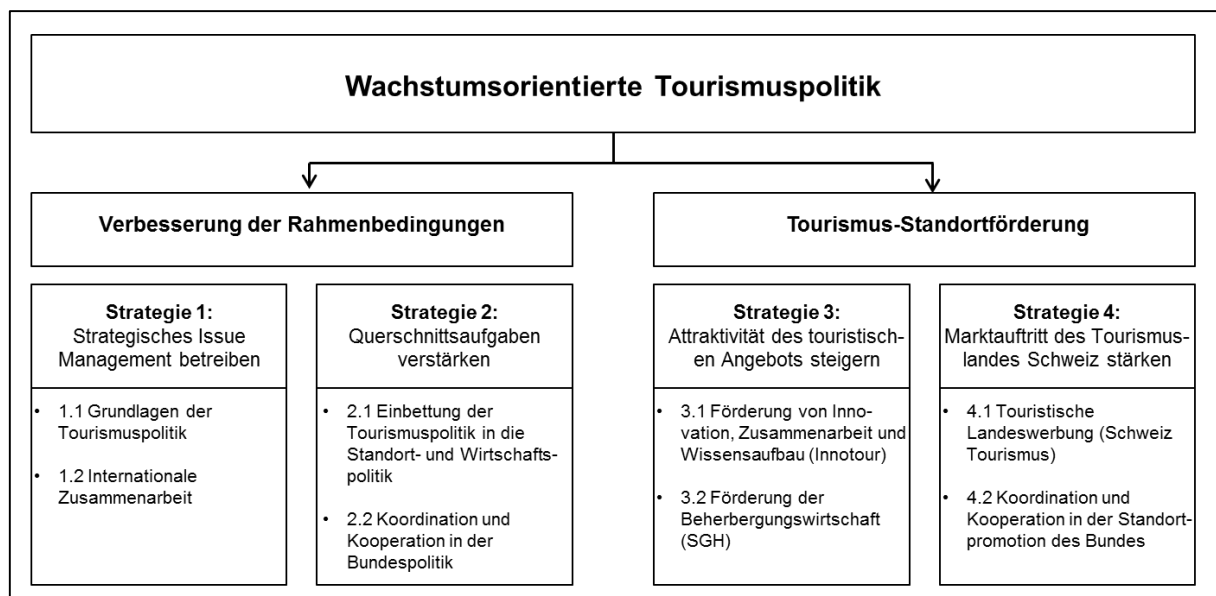 Wachstumsorientierte Tourismuspolitik
Verbesserung der Rahmenbedingungen
Tourismus-Standortförderung
Strategie 1:
Strategisches Issue
Management betreiben
• 1.1 Grundlagen der
Tourismuspolitik
• 1.2 Internationale
Zusammenarbeit
Strategie 2:
Querschnittsaufgaben
verstärken
• 2.1 Einbettung der
Tourismuspolitik in die
Standort- und Wirtschafts-
politik
• 2.2 Koordination und
Kooperation in der
Bundespolitik
Strategie 3:
Attraktivität des touristisch-
en Angebots steigern
• 3.1 Förderung von Inno-
vation, Zusammenarbeit und
Wissensaufbau (Innotour)
• 3.2 Förderung der
Beherbergungswirtschaft
(SGH)
Strategie 4:
Marktauftritt des Tourismus-
landes Schweiz stärken
• 4.1 Touristische
Landeswerbung (Schweiz
Tourismus)
• 4.2 Koordination und
Kooperation in der Standort-
promotion des Bundes